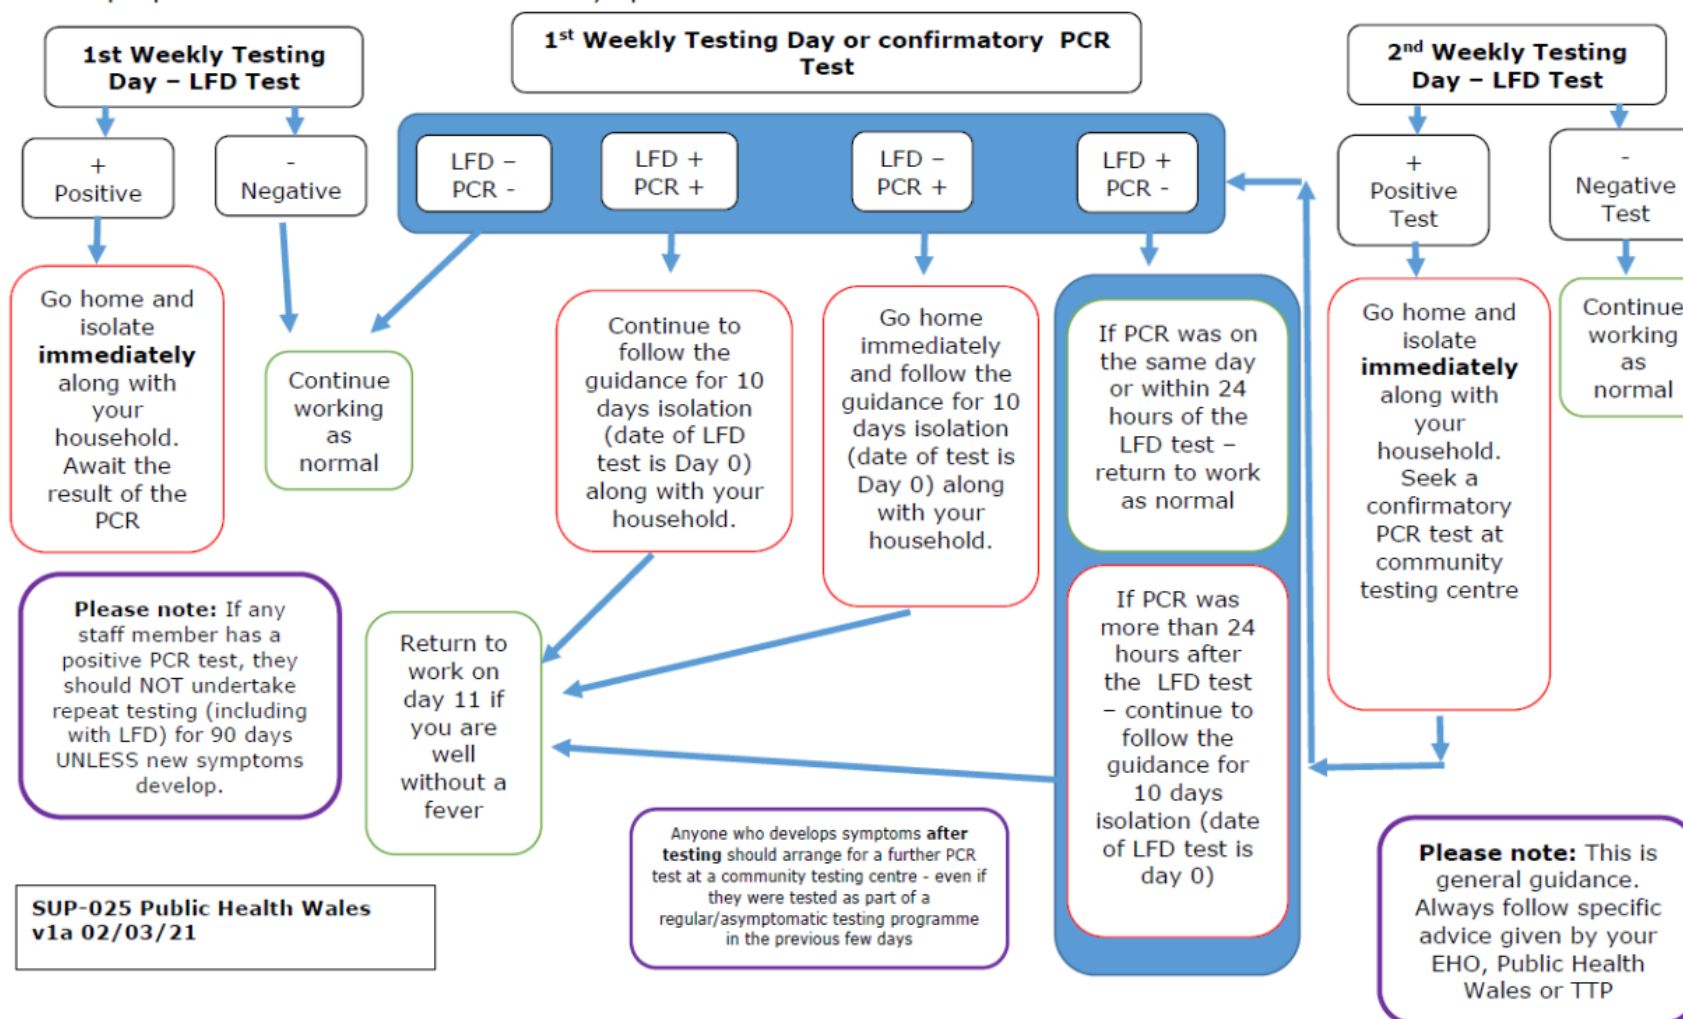 1st Weekly Testing
Day – LFD Test
1st Weekly Testing Day or confirmatory PCR
Test
2nd Weekly Testing
Day – LFD Test
+
Positive
-
Negative
LFD –
PCR -
LFD +
PCR +
LFD –
PCR +
LFD +
PCR -
+
Positive
Test
-
Negative
Test
Go home and
isolate
immediately
along with
your
household.
Await the
result of the
PCR
Continue
working
as
normal
Continue to
follow the
guidance for 10
days isolation
(date of LFD
test is Day 0)
along with your
household.
Go home
immediately
and follow the
guidance for 10
days isolation
(date of test is
Day 0) along
with your
household.
If PCR was on
the same day
or within 24
hours of the
LFD test –
return to work
as normal
Go home and
isolate
immediately
along with
your
household.
Seek a
confirmatory
PCR test at
community
testing centre
Continue
working
as
normal
Please note: If any
staff member has a
positive PCR test, they
should NOT undertake
repeat testing (including
with LFD) for 90 days
UNLESS new symptoms
develop.
Return to
work on
day 11 if
you are
well
without a
fever
If PCR was
more than 24
hours after
the LFD test
– continue to
follow the
guidance for
10 days
isolation (date
of LFD test is
day 0)
Anyone who develops symptoms after
testing should arrange for a further PCR
test at a community testing centre - even if
they were tested as part of a
regular/asymptomatic testing programme
in the previous few days
Please note: This is
general guidance.
Always follow specific
advice given by your
EHO, Public Health
Wales or TTP
SUP-025 Public Health Wales
v1a 02/03/21